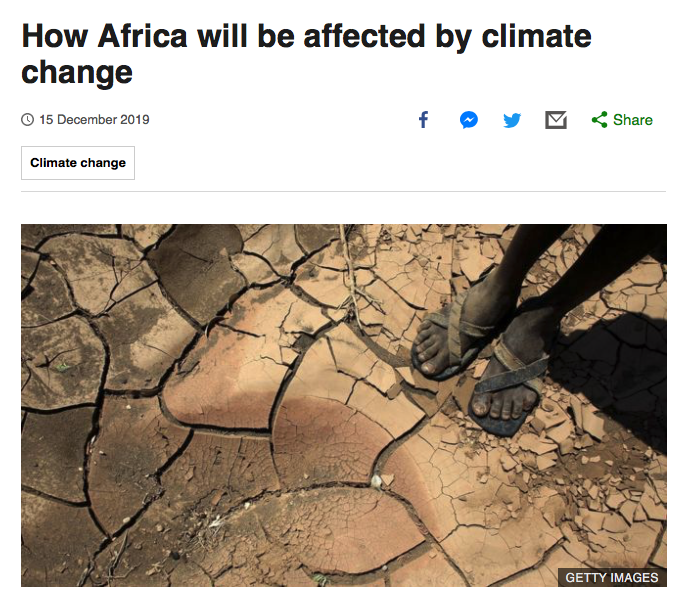 How Africa will be affected by climate
change
15 December 2019
Share
Climate change
GETTY IMAGES